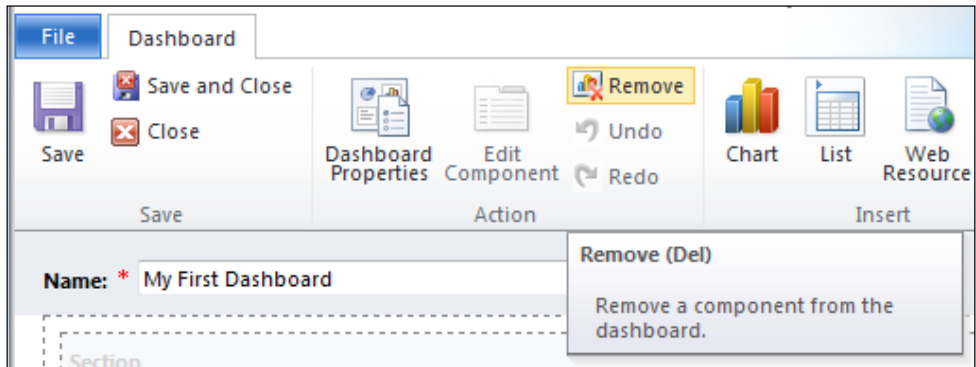 File
Dashboard
Save
Save and Close
Close
Save
Dashboard
Properties
Edit
Component
Remove
Undo
Redo
Action
Chart
List
Web
Resource
Insert
Name: * My First Dashboard
Remove (Del)
Remove a component from the
dashboard.
Section